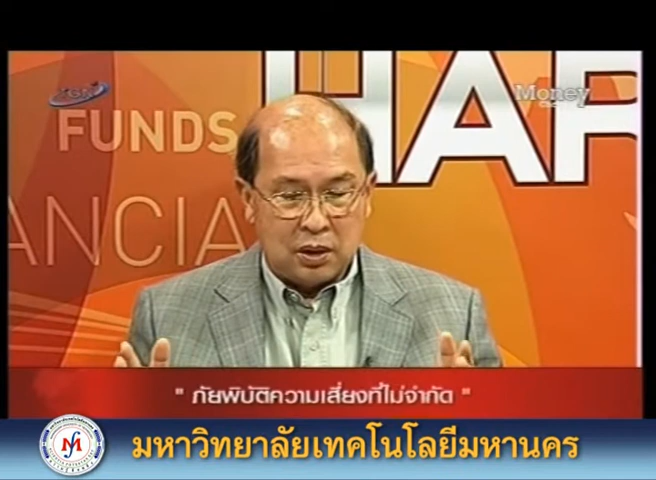 TGN
Money
HAP
FUNDS
ANCIA
" ภัยพิบัติความเสี่ยงที่ไม่จำกัด "
มหาวิทยาลัยเทคโนโลยีมหานคร